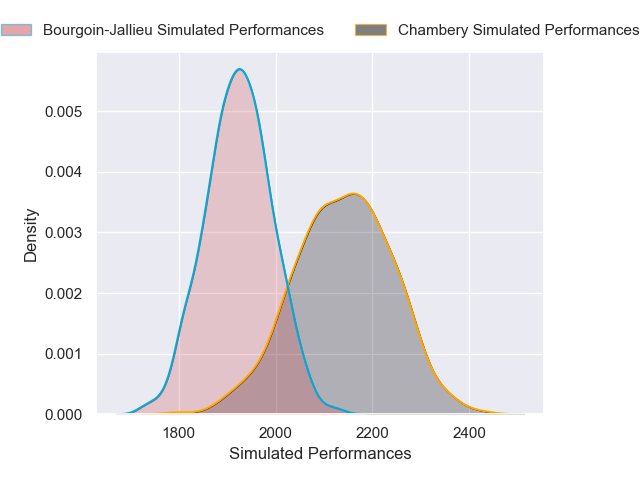 Bourgoin-Jallieu Simulated Performances
Chambery Simulated Performances
0.005
0.004
0.003
0.002
0.001
0.000
Density
1800
2000
2200
2400
Simulated Performances